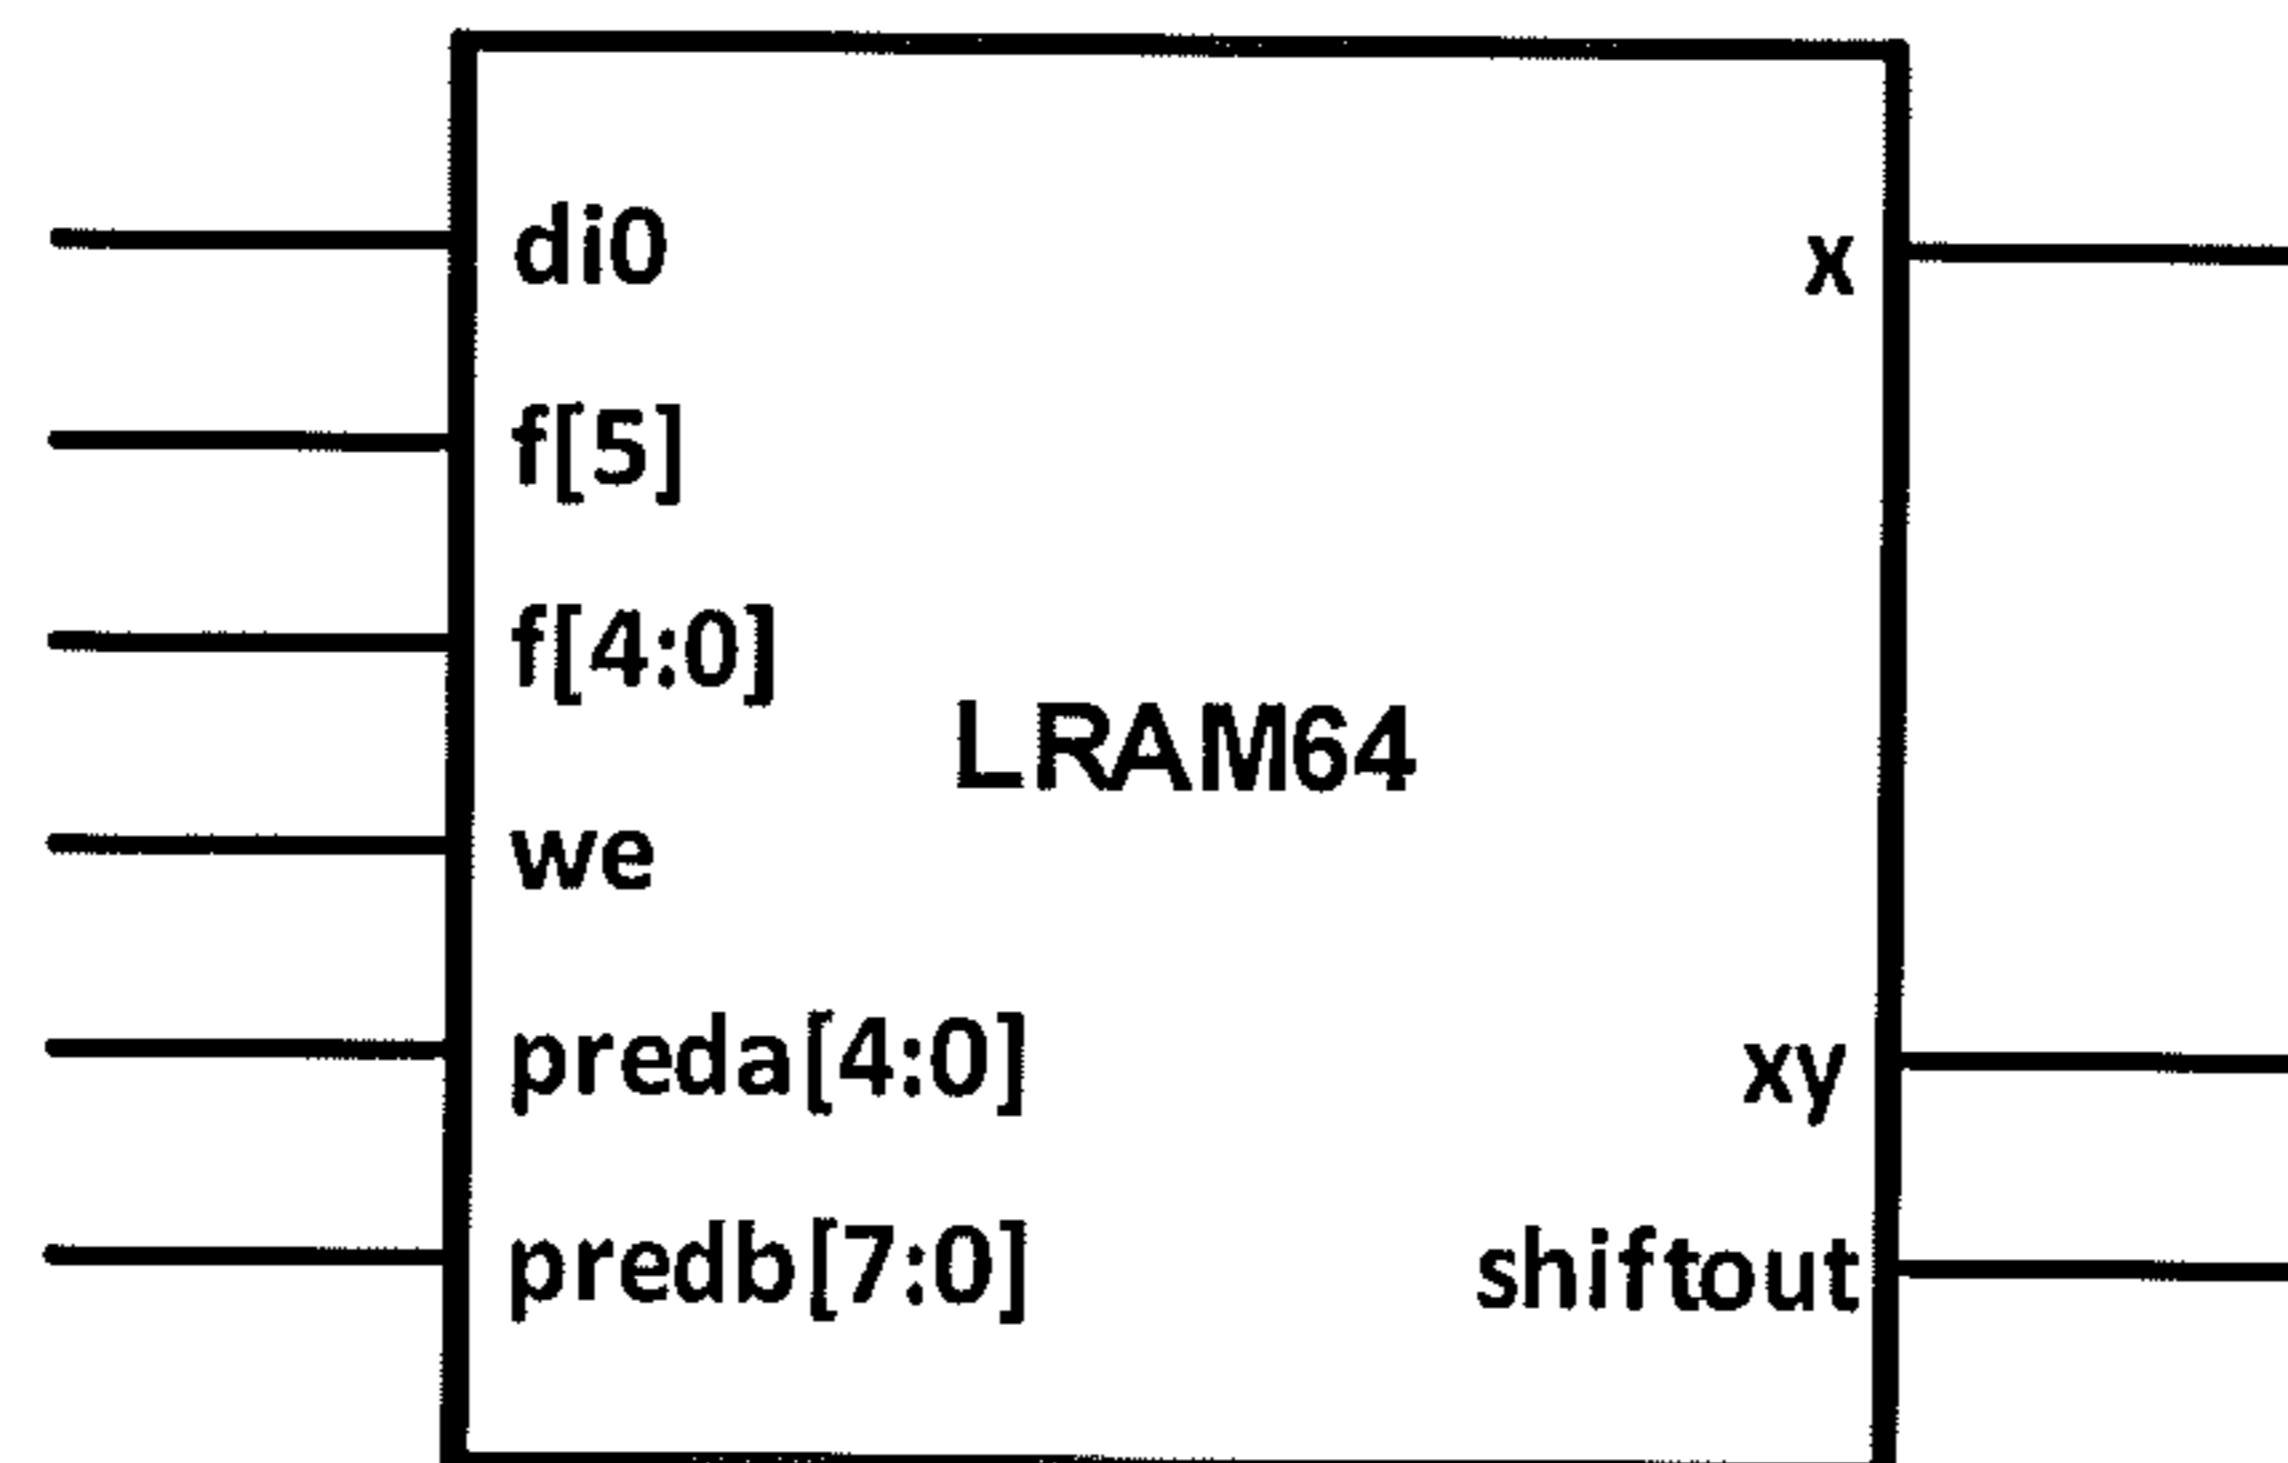 di0
x
f[5]
f[4:0]
LRAM64
we
preda[4:0]
xy
predb[7:0]
shiftout